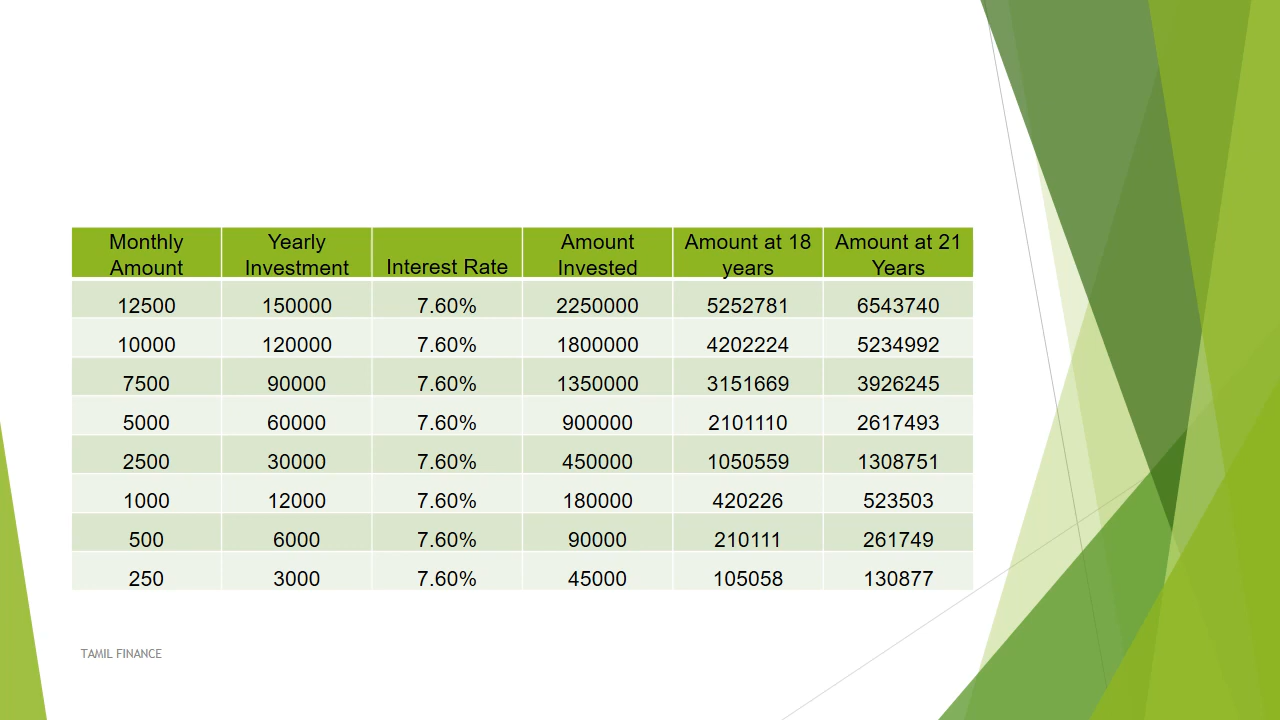 Monthly Amount Yearly Investment Interest Rate Amount Invested Amount at 18 years Amount at 21 Years
12500 150000 7.60% 2250000 5252781 6543740
10000 120000 7.60% 1800000 4202224 5234992
7500 90000 7.60% 1350000 3151669 3926245
5000 60000 7.60% 900000 2101110 2617493
2500 30000 7.60% 450000 1050559 1308751
1000 12000 7.60% 180000 420226 523503
500 6000 7.60% 90000 210111 261749
250 3000 7.60% 45000 105058 130877
TAMIL FINANCE